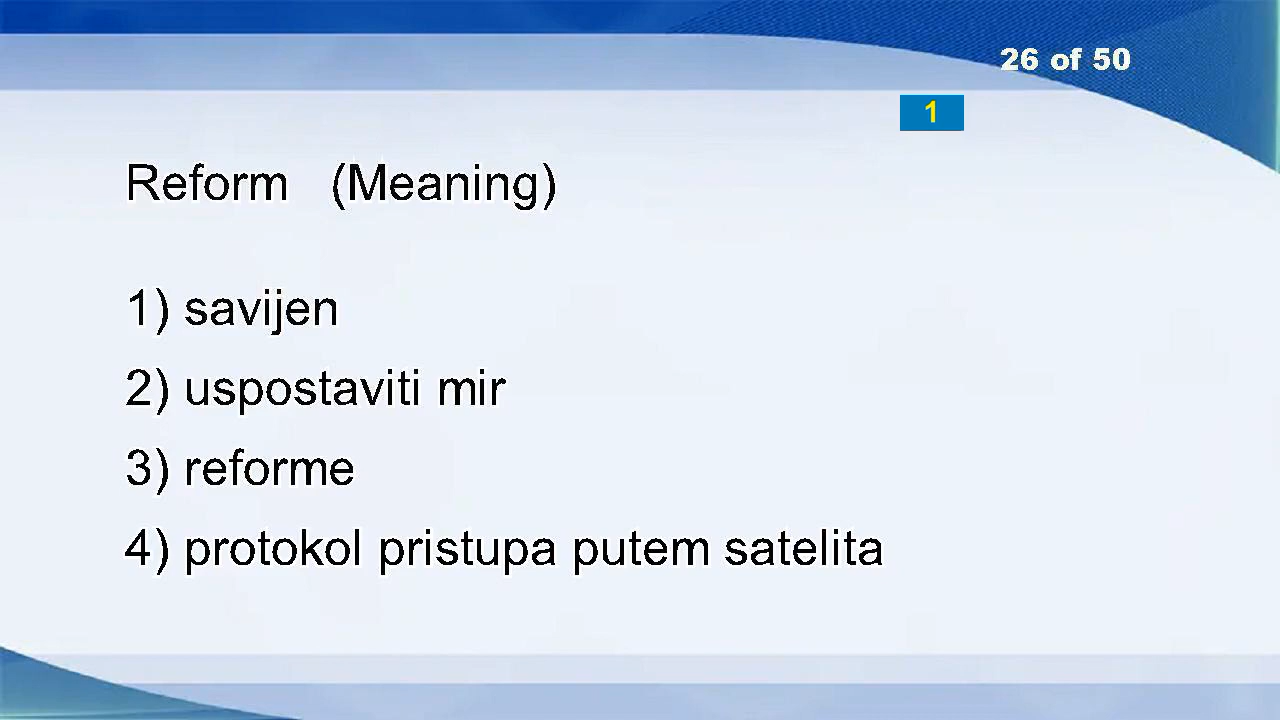 26 of 50
1
Reform (Meaning)
1) savijen
2) uspostaviti mir
3) reforme
4) protokol pristupa putem satelita